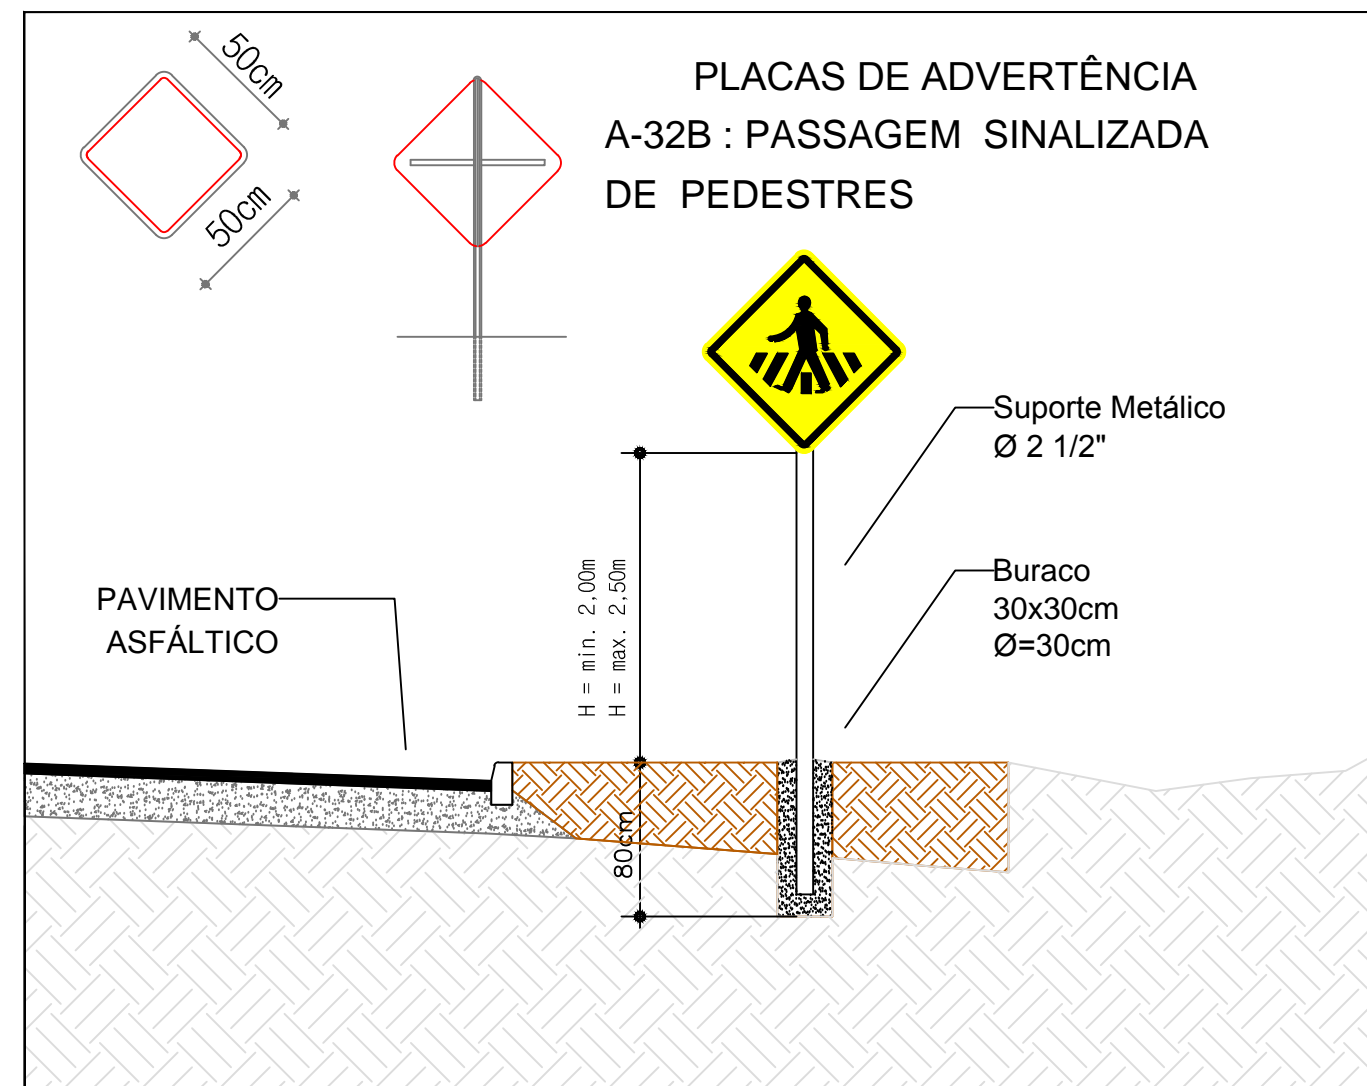 50cm
50cm
PLACAS DE ADVERTÊNCIA
A-32B : PASSAGEM SINALIZADA
DE PEDESTRES
Suporte Metálico
Ø 2 1/2"
H = min. 2,00m
H = max. 2,50m
Buraco
30x30cm
Ø=30cm
PAVIMENTO
ASFÁLTICO
80cm